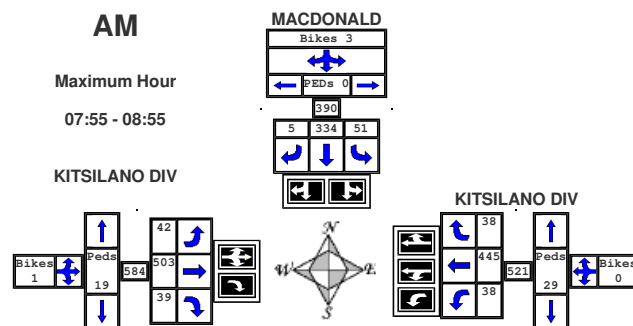 AM
MACDONALD
Bikes 3
PEDs 0
Maximum Hour
07:55 - 08:55
390
5 334 51
KITSILANO DIV
KITSILANO DIV
42
503
39
Bikes
1
Peds
19
584
N
W E
S
38
445
38
521
Peds
29
Bikes
0